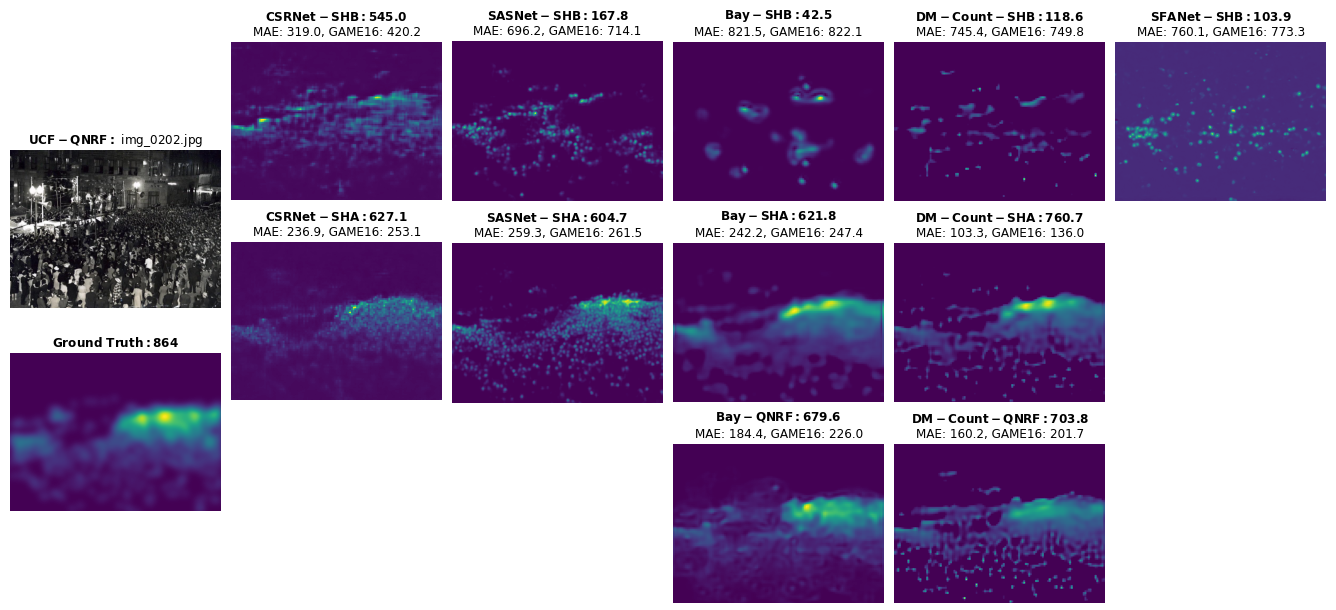 CSRNet − SHB : 545.0
MAE: 319.0, GAME16: 420.2
SASNet − SHB : 167.8
MAE: 696.2, GAME16: 714.1
Bay − SHB : 42.5
MAE: 821.5, GAME16: 822.1
DM − Count − SHB : 118.6
MAE: 745.4, GAME16: 749.8
SFANet − SHB : 103.9
MAE: 760.1, GAME16: 773.3
UCF − QNRF : img_0202.jpg
CSRNet − SHA : 627.1
MAE: 236.9, GAME16: 253.1
SASNet − SHA : 604.7
MAE: 259.3, GAME16: 261.5
Bay − SHA : 621.8
MAE: 242.2, GAME16: 247.4
DM − Count − SHA : 760.7
MAE: 103.3, GAME16: 136.0
Ground Truth : 864
Bay − QNRF : 679.6
MAE: 184.4, GAME16: 226.0
DM − Count − QNRF : 703.8
MAE: 160.2, GAME16: 201.7